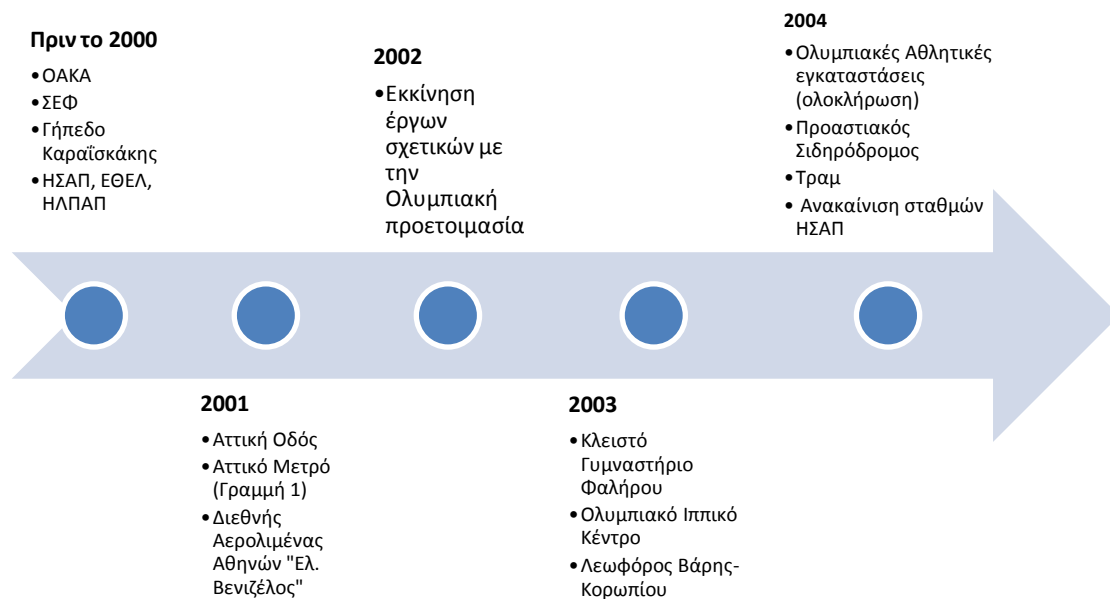 Πριν το 2000
•ΟΑΚΑ
•ΣΕΦ
•Γήπεδο
Καραΐσκάκης
•ΗΣΑΠ, ΕΘΕΛ,
ΗΛΠΑΠ
2001
•Αττική Οδός
•Αττικό Μετρό
(Γραμμή 1)
•Διεθνής
Αερολιμένας
Αθηνών "Ελ.
Βενιζέλος"
2002
•Εκκίνηση
έργων
σχετικών με
την
Ολυμπιακή
προετοιμασία
2003
•Κλειστό
Γυμναστήριο
Φαλήρου
•Ολυμπιακό Ιππικό
Κέντρο
•Λεωφόρος Βάρης-
Κορωπίου
2004
•Ολυμπιακές Αθλητικές
εγκαταστάσεις
(ολοκλήρωση)
•Προαστιακός
Σιδηρόδρομος
•Τραμ
• Ανακαίνιση σταθμών
ΗΣΑΠ